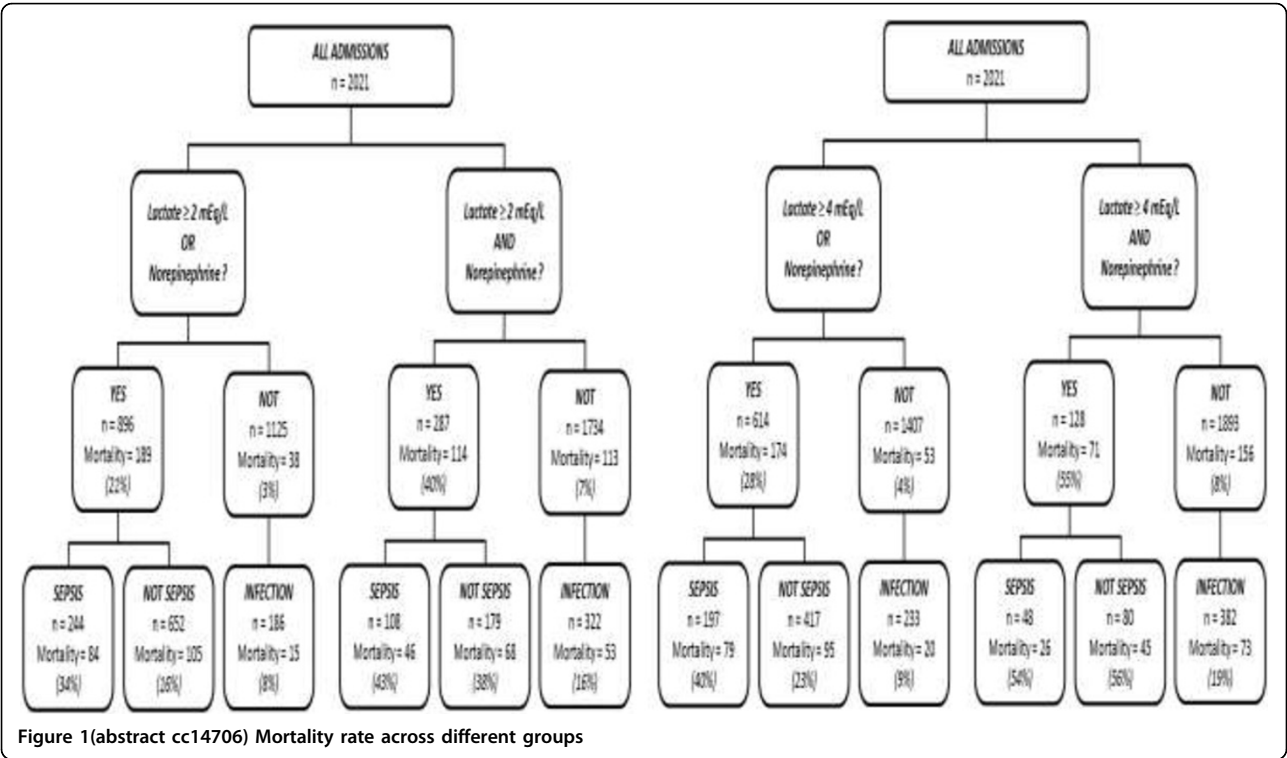 ALL ADMISSIONS
n = 2021
Lactate ≥ 2 mEq/L
OR
Norepinephrine ?
YES
n = 896
Mortality = 189
(21%)
SEPSIS
n = 244
Mortality = 84
(34%)
NOT SEPSIS
n = 652
Mortality = 105
(16%)
NOT
n = 1125
Mortality = 38
(3%)
INFECTION
n = 186
Mortality = 15
(8%)
Lactate ≥ 2 mEq/L
AND
Norepinephrine ?
YES
n = 287
Mortality = 114
(40%)
SEPSIS
n = 108
Mortality = 46
(43%)
NOT SEPSIS
n = 179
Mortality = 68
(38%)
NOT
n = 1734
Mortality = 113
(7%)
INFECTION
n = 322
Mortality = 53
(16%)
ALL ADMISSIONS
n = 2021
Lactate ≥ 4 mEq/L
OR
Norepinephrine ?
YES
n = 614
Mortality = 174
(28%)
SEPSIS
n = 197
Mortality = 79
(40%)
NOT SEPSIS
n = 417
Mortality = 95
(23%)
NOT
n = 1407
Mortality = 53
(4%)
INFECTION
n = 233
Mortality = 20
(9%)
Lactate ≥ 4 mEq/L
AND
Norepinephrine ?
YES
n = 128
Mortality = 71
(55%)
SEPSIS
n = 48
Mortality = 26
(54%)
NOT SEPSIS
n = 80
Mortality = 45
(56%)
NOT
n = 1893
Mortality = 156
(8%)
INFECTION
n = 382
Mortality = 73
(19%)
Figure 1(abstract cc14706) Mortality rate across different groups